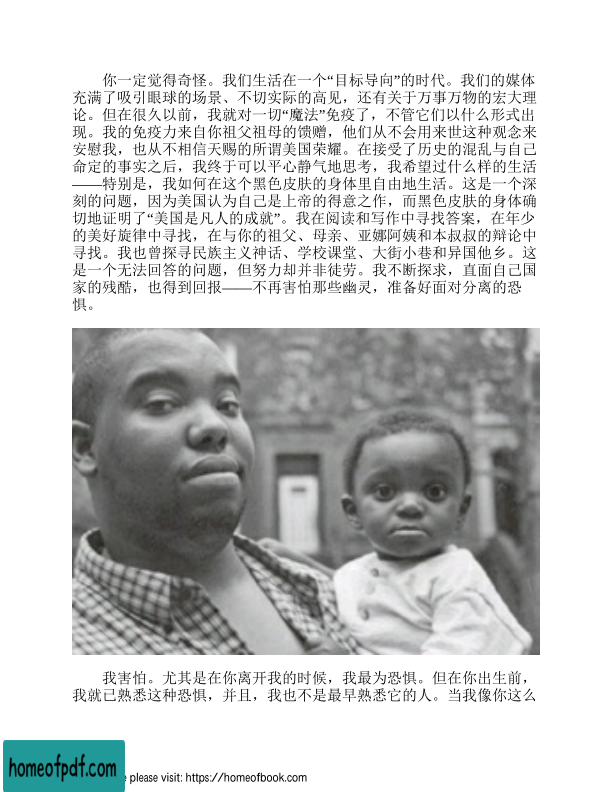 你一定觉得奇怪。我们生活在一个“目标导向”的时代。我们的媒体
充满了吸引眼球的场景、不切实际的高见，还有关于万事万物的宏大理
论。但在很久以前，我就对一切“魔法”免疫了，不管它们以什么形式出
现。我的免疫力来自你祖父祖母的馈赠，他们从不会用来世这种观念来
安慰我，也从不相信天赐的所谓美国荣耀。在接受了历史的混乱与自己
命定的事实之后，我终于可以平心静气地思考，我希望过什么样的生活
——特别是，我如何在这个黑色皮肤的身体里自由地生活。这是一个深
刻的问题，因为美国认为自己是上帝的得意之作，而黑色皮肤的身体确
切地证明了“美国是凡人的成就”。我在阅读和写作中寻找答案，在年少
的美好旋律中寻找，在与你的祖父、母亲、亚娜阿姨和本叔叔的辩论中
寻找。我也曾探寻民族主义神话、学校课堂、大街小巷和异国他乡。这
是一个无法回答的问题，但努力却并非徒劳。我不断探求，直面自己国
家的残酷，也得到回报——不再害怕那些幽灵，准备好面对分离的恐
惧。
我害怕。尤其是在你离开我的时候，我最为恐惧。但在你出生前，
我就已熟悉这种恐惧，并且，我也不是最早熟悉它的人。当我像你这么
homeofpdf.com
please visit: https://homeofbook.com